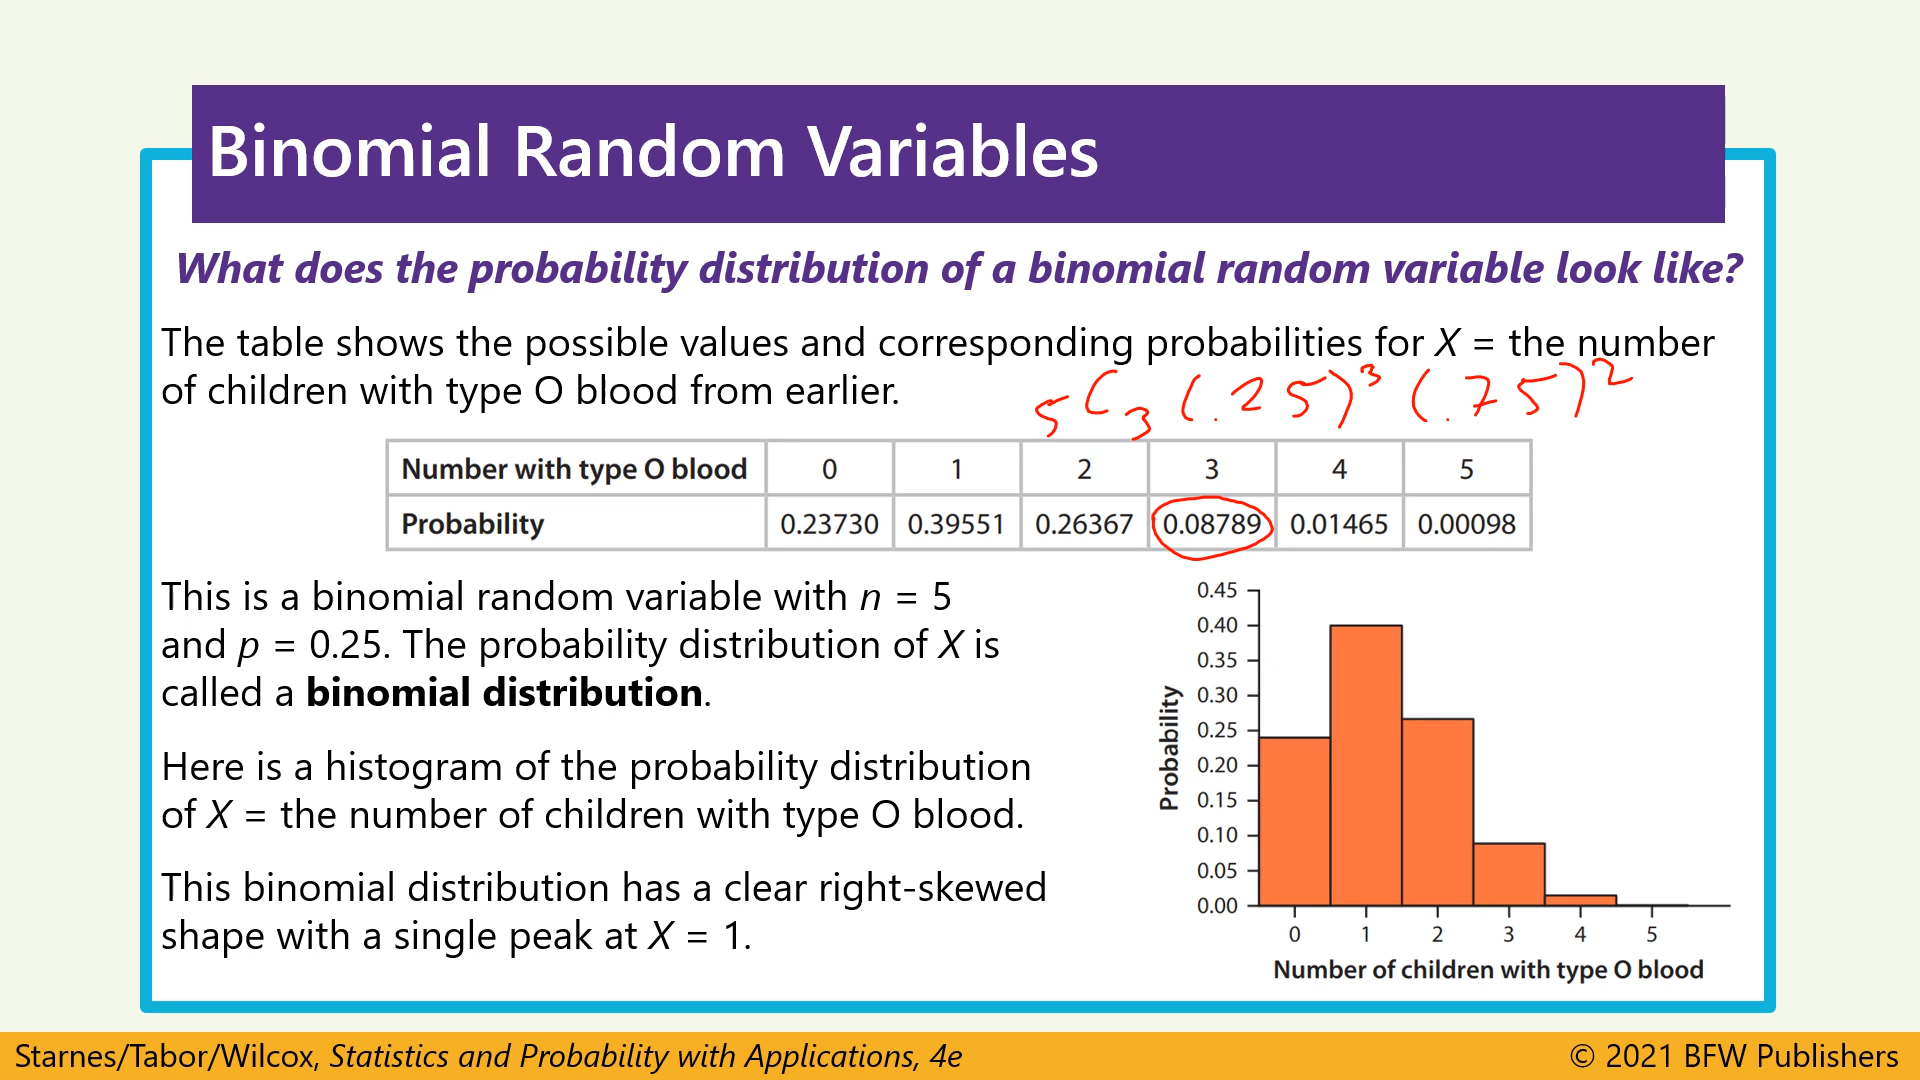 Binomial Random Variables
What does the probability distribution of a binomial random variable look like?
The table shows the possible values and corresponding probabilities for X = the number
of children with type O blood from earlier.
₅C₃ (.25)³ (.75)²
Number with type O blood 0 1 2 3 4 5
Probability 0.23730 0.39551 0.26367 0.08789 0.01465 0.00098
This is a binomial random variable with n = 5
and p = 0.25. The probability distribution of X is
called a binomial distribution.
Here is a histogram of the probability distribution
of X = the number of children with type O blood.
This binomial distribution has a clear right-skewed
shape with a single peak at X = 1.
Probability
0.45
0.40
0.35
0.30
0.25
0.20
0.15
0.10
0.05
0.00
0 1 2 3 4 5
Number of children with type O blood
Starnes/Tabor/Wilcox, Statistics and Probability with Applications, 4e
© 2021 BFW Publishers